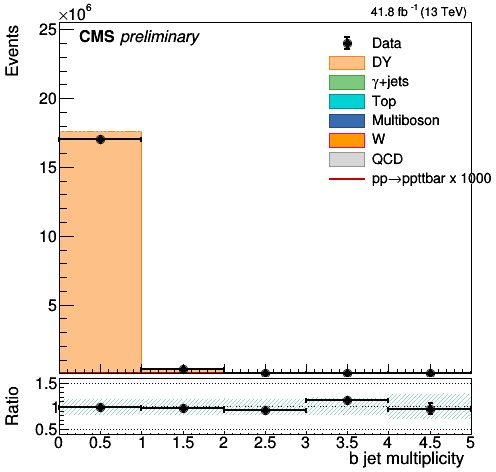 ×10⁶
41.8 fb⁻¹ (13 TeV)
CMS preliminary
Events
25
20
15
10
5
Data
DY
γ+jets
Top
Multiboson
W
QCD
pp→ppttbar x 1000
Ratio
1.5
1
0.5
0 0.5 1 1.5 2 2.5 3 3.5 4 4.5 5
b jet multiplicity